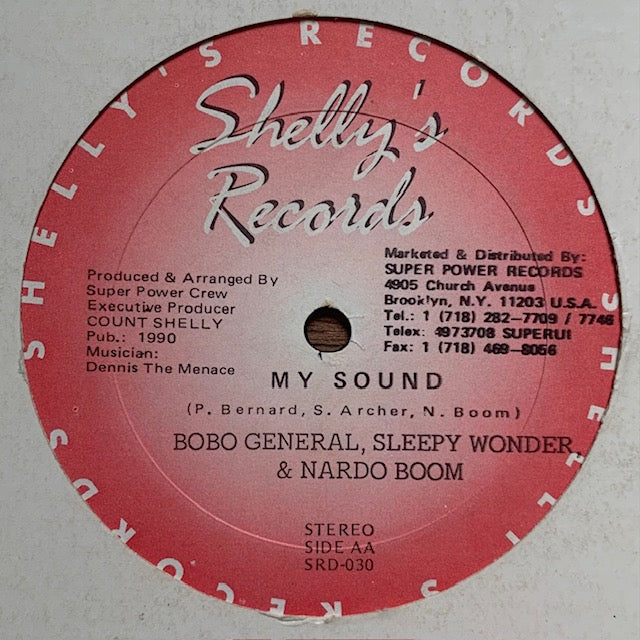 SHELLY'S RECORDS SHELLY'S RECORDS
Shelly's
Records
Produced & Arranged By
Super Power Crew
Executive Producer
COUNT SHELLY
Pub.: 1990
Musician:
Dennis The Menace
Marketed & Distributed By:
SUPER POWER RECORDS
4905 Church Avenue
Brooklyn, N.Y. 11203 U.S.A.
Tel.: 1 (718) 282-7709 / 7746
Telex: 4973708 SUPERUI
Fax: 1 (718) 469-8056
MY SOUND
(P. Bernard, S. Archer, N. Boom)
BOBO GENERAL, SLEEPY WONDER
& NARDO BOOM
STEREO
SIDE AA
SRD-030